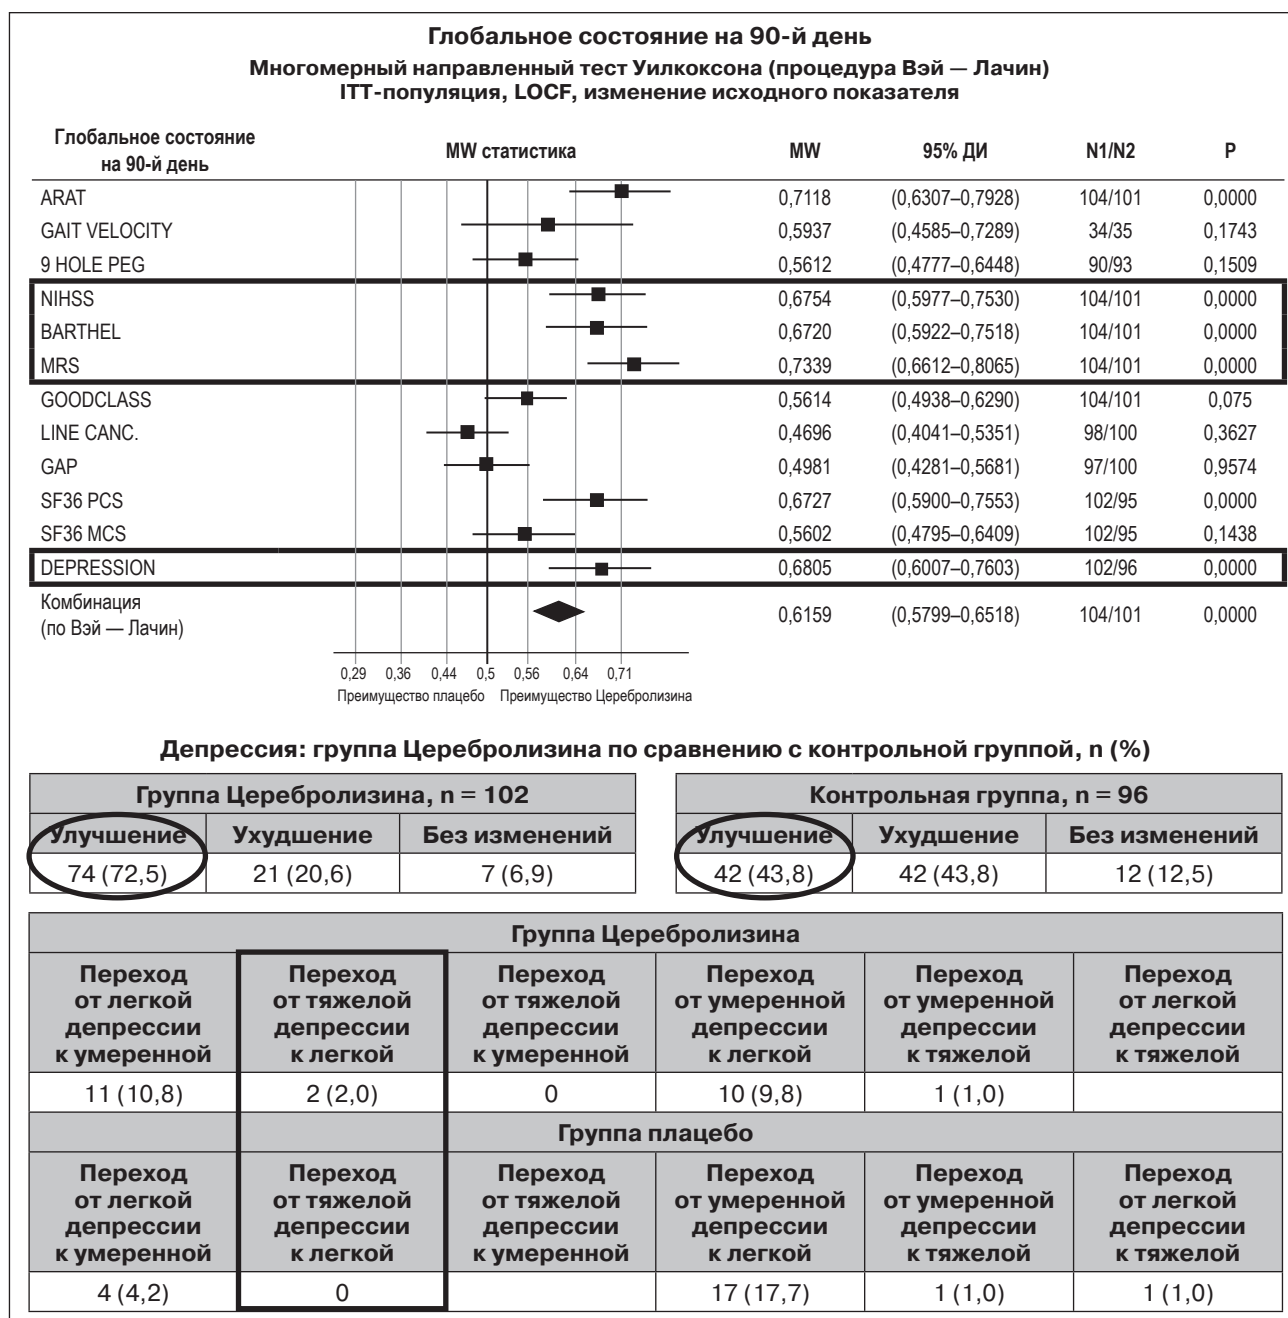 Глобальное состояние на 90-й день
Многомерный направленный тест Уилкоксона (процедура Вэй — Лачин)
ITT-популяция, LOCF, изменение исходного показателя
Глобальное состояние на 90-й день MW статистика MW 95% ДИ N1/N2 P
ARAT 0,7118 (0,6307–0,7928) 104/101 0,0000
GAIT VELOCITY 0,5937 (0,4585–0,7289) 34/35 0,1743
9 HOLE PEG 0,5612 (0,4777–0,6448) 90/93 0,1509
NIHSS 0,6754 (0,5977–0,7530) 104/101 0,0000
BARTHEL 0,6720 (0,5922–0,7518) 104/101 0,0000
MRS 0,7339 (0,6612–0,8065) 104/101 0,0000
GOODCLASS 0,5614 (0,4938–0,6290) 104/101 0,075
LINE CANC. 0,4696 (0,4041–0,5351) 98/100 0,3627
GAP 0,4981 (0,4281–0,5681) 97/100 0,9574
SF36 PCS 0,6727 (0,5900–0,7553) 102/95 0,0000
SF36 MCS 0,5602 (0,4795–0,6409) 102/95 0,1438
DEPRESSION 0,6805 (0,6007–0,7603) 102/96 0,0000
Комбинация
(по Вэй — Лачин) 0,6159 (0,5799–0,6518) 104/101 0,0000
0,29 0,36 0,44 0,5 0,56 0,64 0,71
Преимущество плацебо Преимущество Церебролизина
Депрессия: группа Церебролизина по сравнению с контрольной группой, n (%)
Группа Церебролизина, n = 102 Контрольная группа, n = 96
Улучшение Ухудшение Без изменений Улучшение Ухудшение Без изменений
74 (72,5) 21 (20,6) 7 (6,9) 42 (43,8) 42 (43,8) 12 (12,5)
Группа Церебролизина
Переход Переход Переход Переход Переход Переход
от легкой от тяжелой от тяжелой от умеренной от умеренной от легкой
депрессии депрессии депрессии депрессии депрессии депрессии
к умеренной к легкой к умеренной к легкой к тяжелой к тяжелой
11 (10,8) 2 (2,0) 0 10 (9,8) 1 (1,0)
Группа плацебо
Переход Переход Переход Переход Переход Переход
от легкой от тяжелой от тяжелой от умеренной от умеренной от легкой
депрессии депрессии депрессии депрессии депрессии депрессии
к умеренной к легкой к умеренной к легкой к тяжелой к тяжелой
4 (4,2) 0 17 (17,7) 1 (1,0) 1 (1,0)